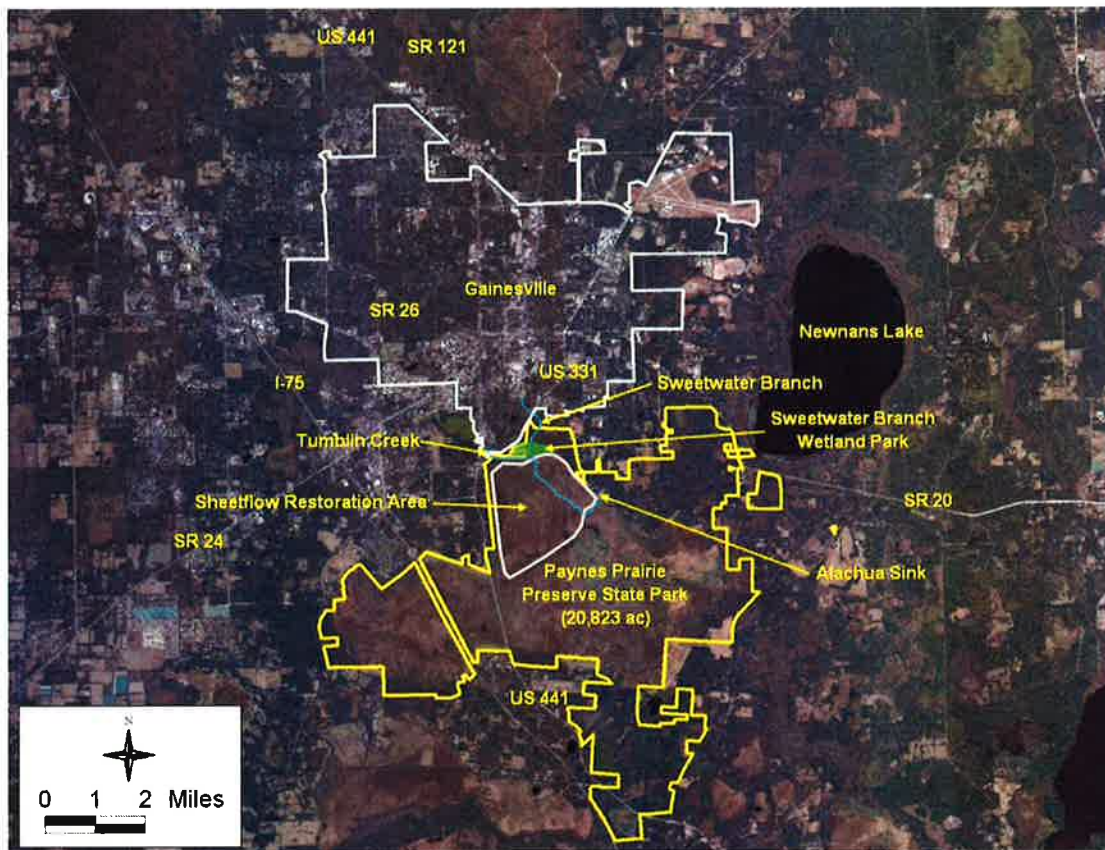 US 441
SR 121
Gainesville
SR 26
Newnans Lake
I-75
US 331
Sweetwater Branch
Tumblin Creek
Sweetwater Branch
Wetland Park
Sheetflow Restoration Area
SR 20
SR 24
Alachua Sink
Paynes Prairie
Preserve State Park
(20,823 ac)
US 441
N
0 1 2 Miles